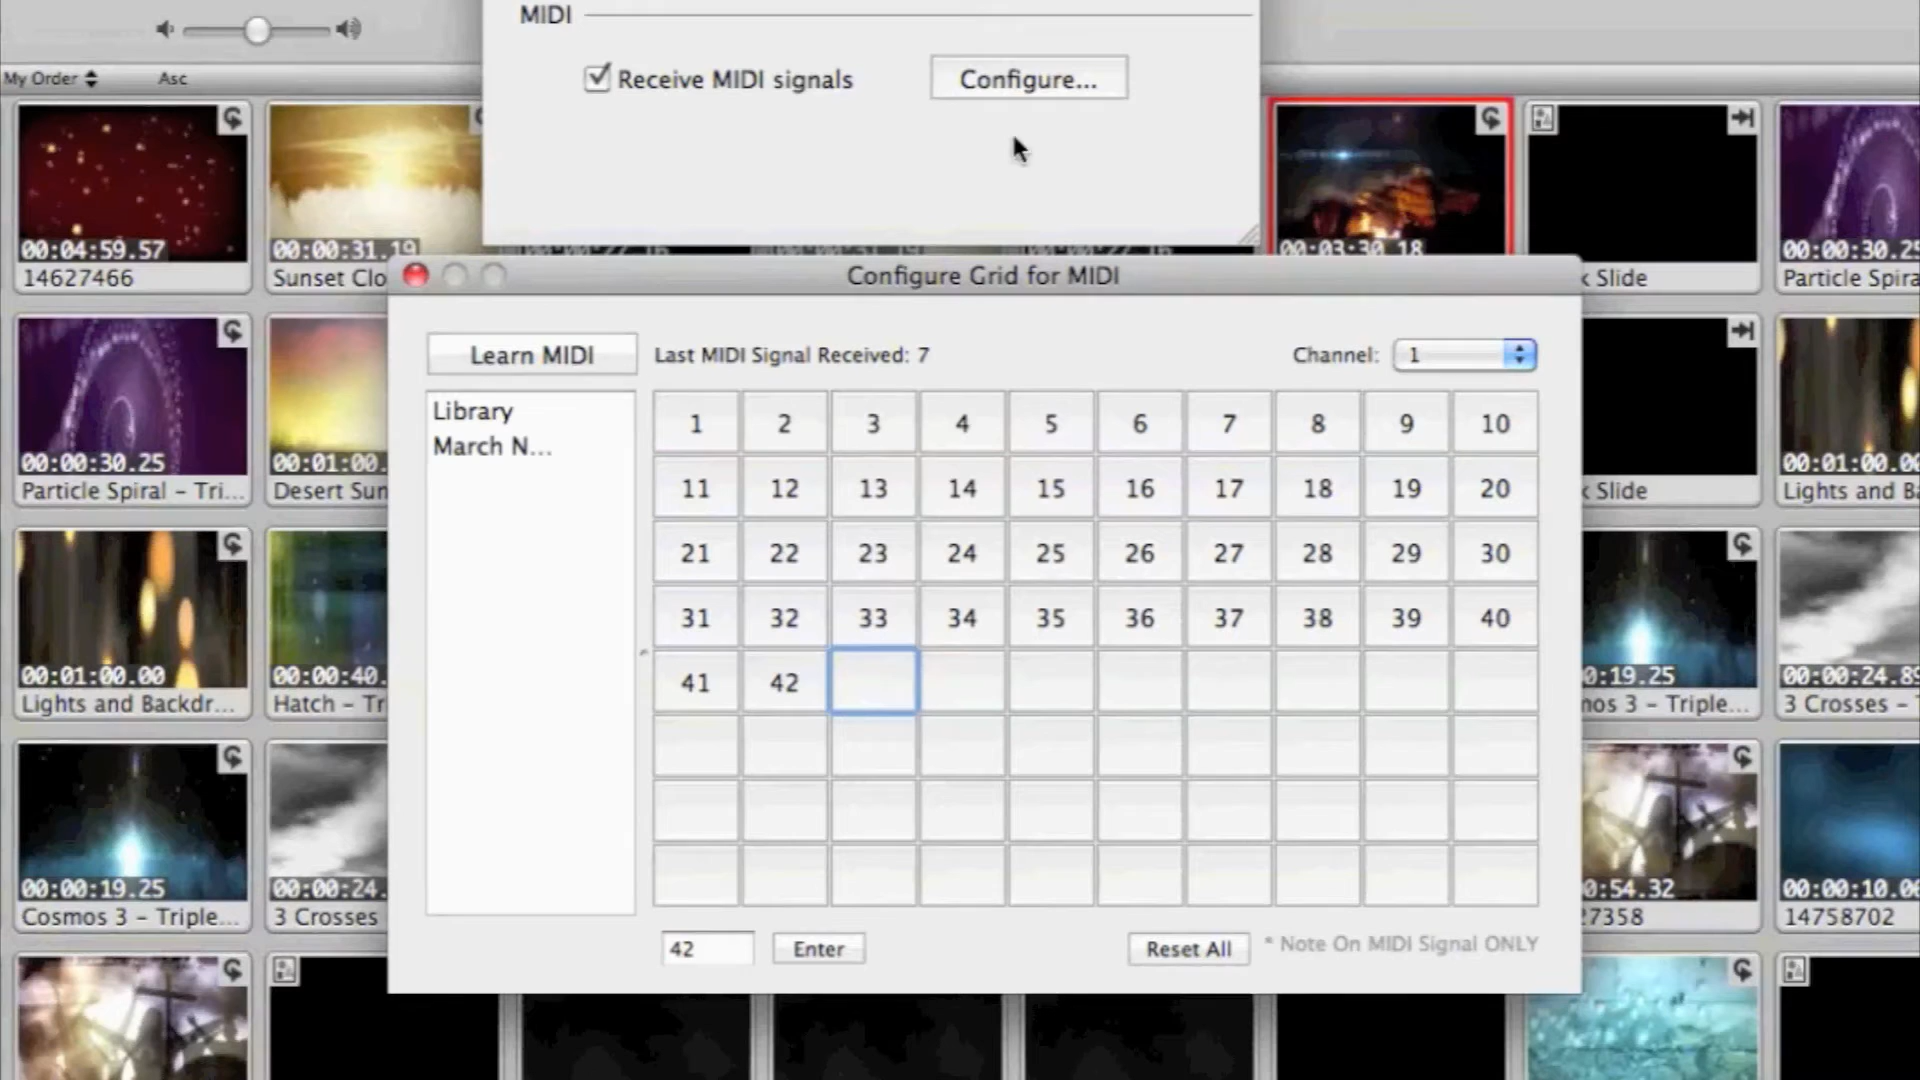 MIDI
Receive MIDI signals
Configure...
My Order
Asc
00:04:59.57
14627466
00:00:31.19
Sunset Clo
00:03:30.18
k Slide
00:00:30.25
Particle Spira
Configure Grid for MIDI
Learn MIDI
Last MIDI Signal Received: 7
Channel:
1
Library
March N...
1 2 3 4 5 6 7 8 9 10
11 12 13 14 15 16 17 18 19 20
21 22 23 24 25 26 27 28 29 30
31 32 33 34 35 36 37 38 39 40
41 42
42
Enter
Reset All
* Note On MIDI Signal ONLY
00:00:30.25
Particle Spiral - Tri...
00:01:00.
Desert Sun
k Slide
00:01:00.00
Lights and Ba
00:01:00.00
Lights and Backdr...
00:00:40.
Hatch - Tr
0:19.25
mos 3 - Triple...
00:00:24.89
3 Crosses -
00:00:19.25
Cosmos 3 - Triple...
00:00:24.
3 Crosses
0:54.32
27358
00:00:10.06
14758702